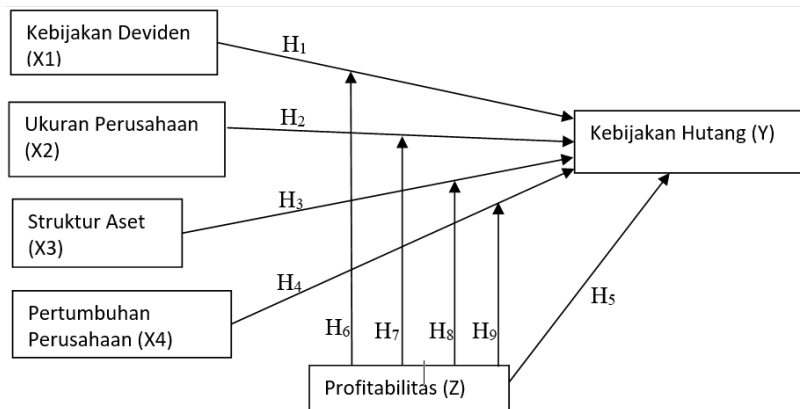 Kebijakan Deviden
(X1)
H₁
Ukuran Perusahaan
(X2)
H₂
Kebijakan Hutang (Y)
Struktur Aset
(X3)
H₃
Pertumbuhan
Perusahaan (X4)
H₄
H₅
H₆
H₇
H₈
H₉
Profitabilitas (Z)